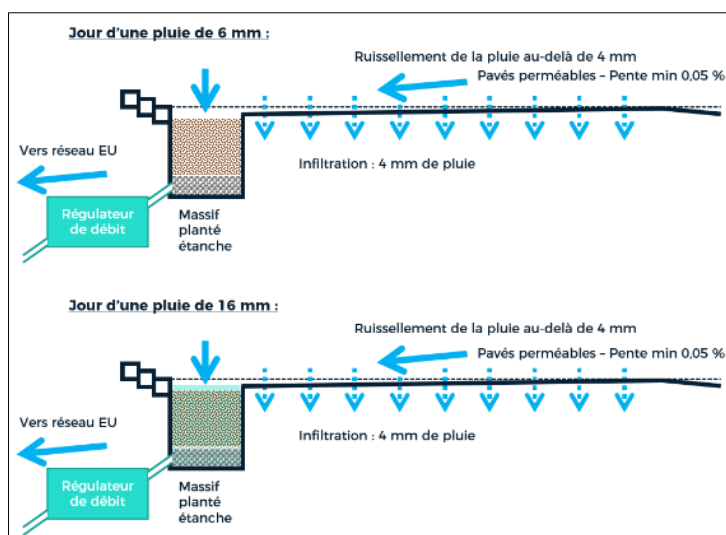 Jour d'une pluie de 6 mm :
Ruissellement de la pluie au-delà de 4 mm
Pavés perméables – Pente min 0,05 %
Vers réseau EU
Infiltration : 4 mm de pluie
Régulateur
de débit
Massif
planté
étanche
Jour d'une pluie de 16 mm :
Ruissellement de la pluie au-delà de 4 mm
Pavés perméables – Pente min 0,05 %
Vers réseau EU
Infiltration : 4 mm de pluie
Régulateur
de débit
Massif
planté
étanche